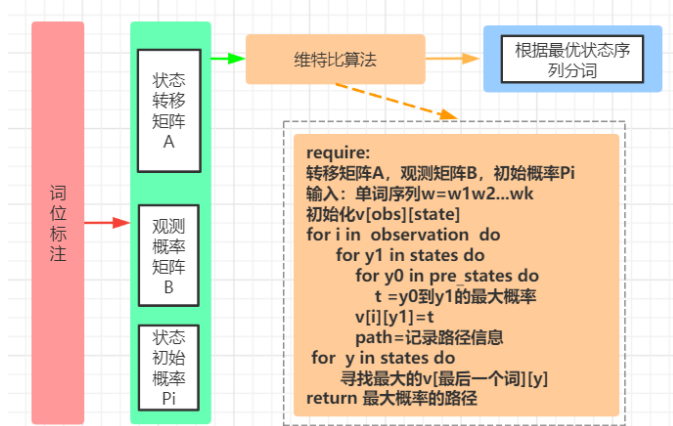 词
位
标
注
状态
转移
矩阵
A
观测
概率
矩阵
B
状态
初始
概率
Pi
维特比算法
根据最优状态序
列分词
require:
转移矩阵A，观测矩阵B，初始概率Pi
输入：单词序列w=w1w2...wk
初始化v[obs][state]
for i in observation do
for y1 in states do
for y0 in pre_states do
t =y0到y1的最大概率
v[i][y1]=t
path=记录路径信息
for y in states do
寻找最大的v[最后一个词][y]
return 最大概率的路径